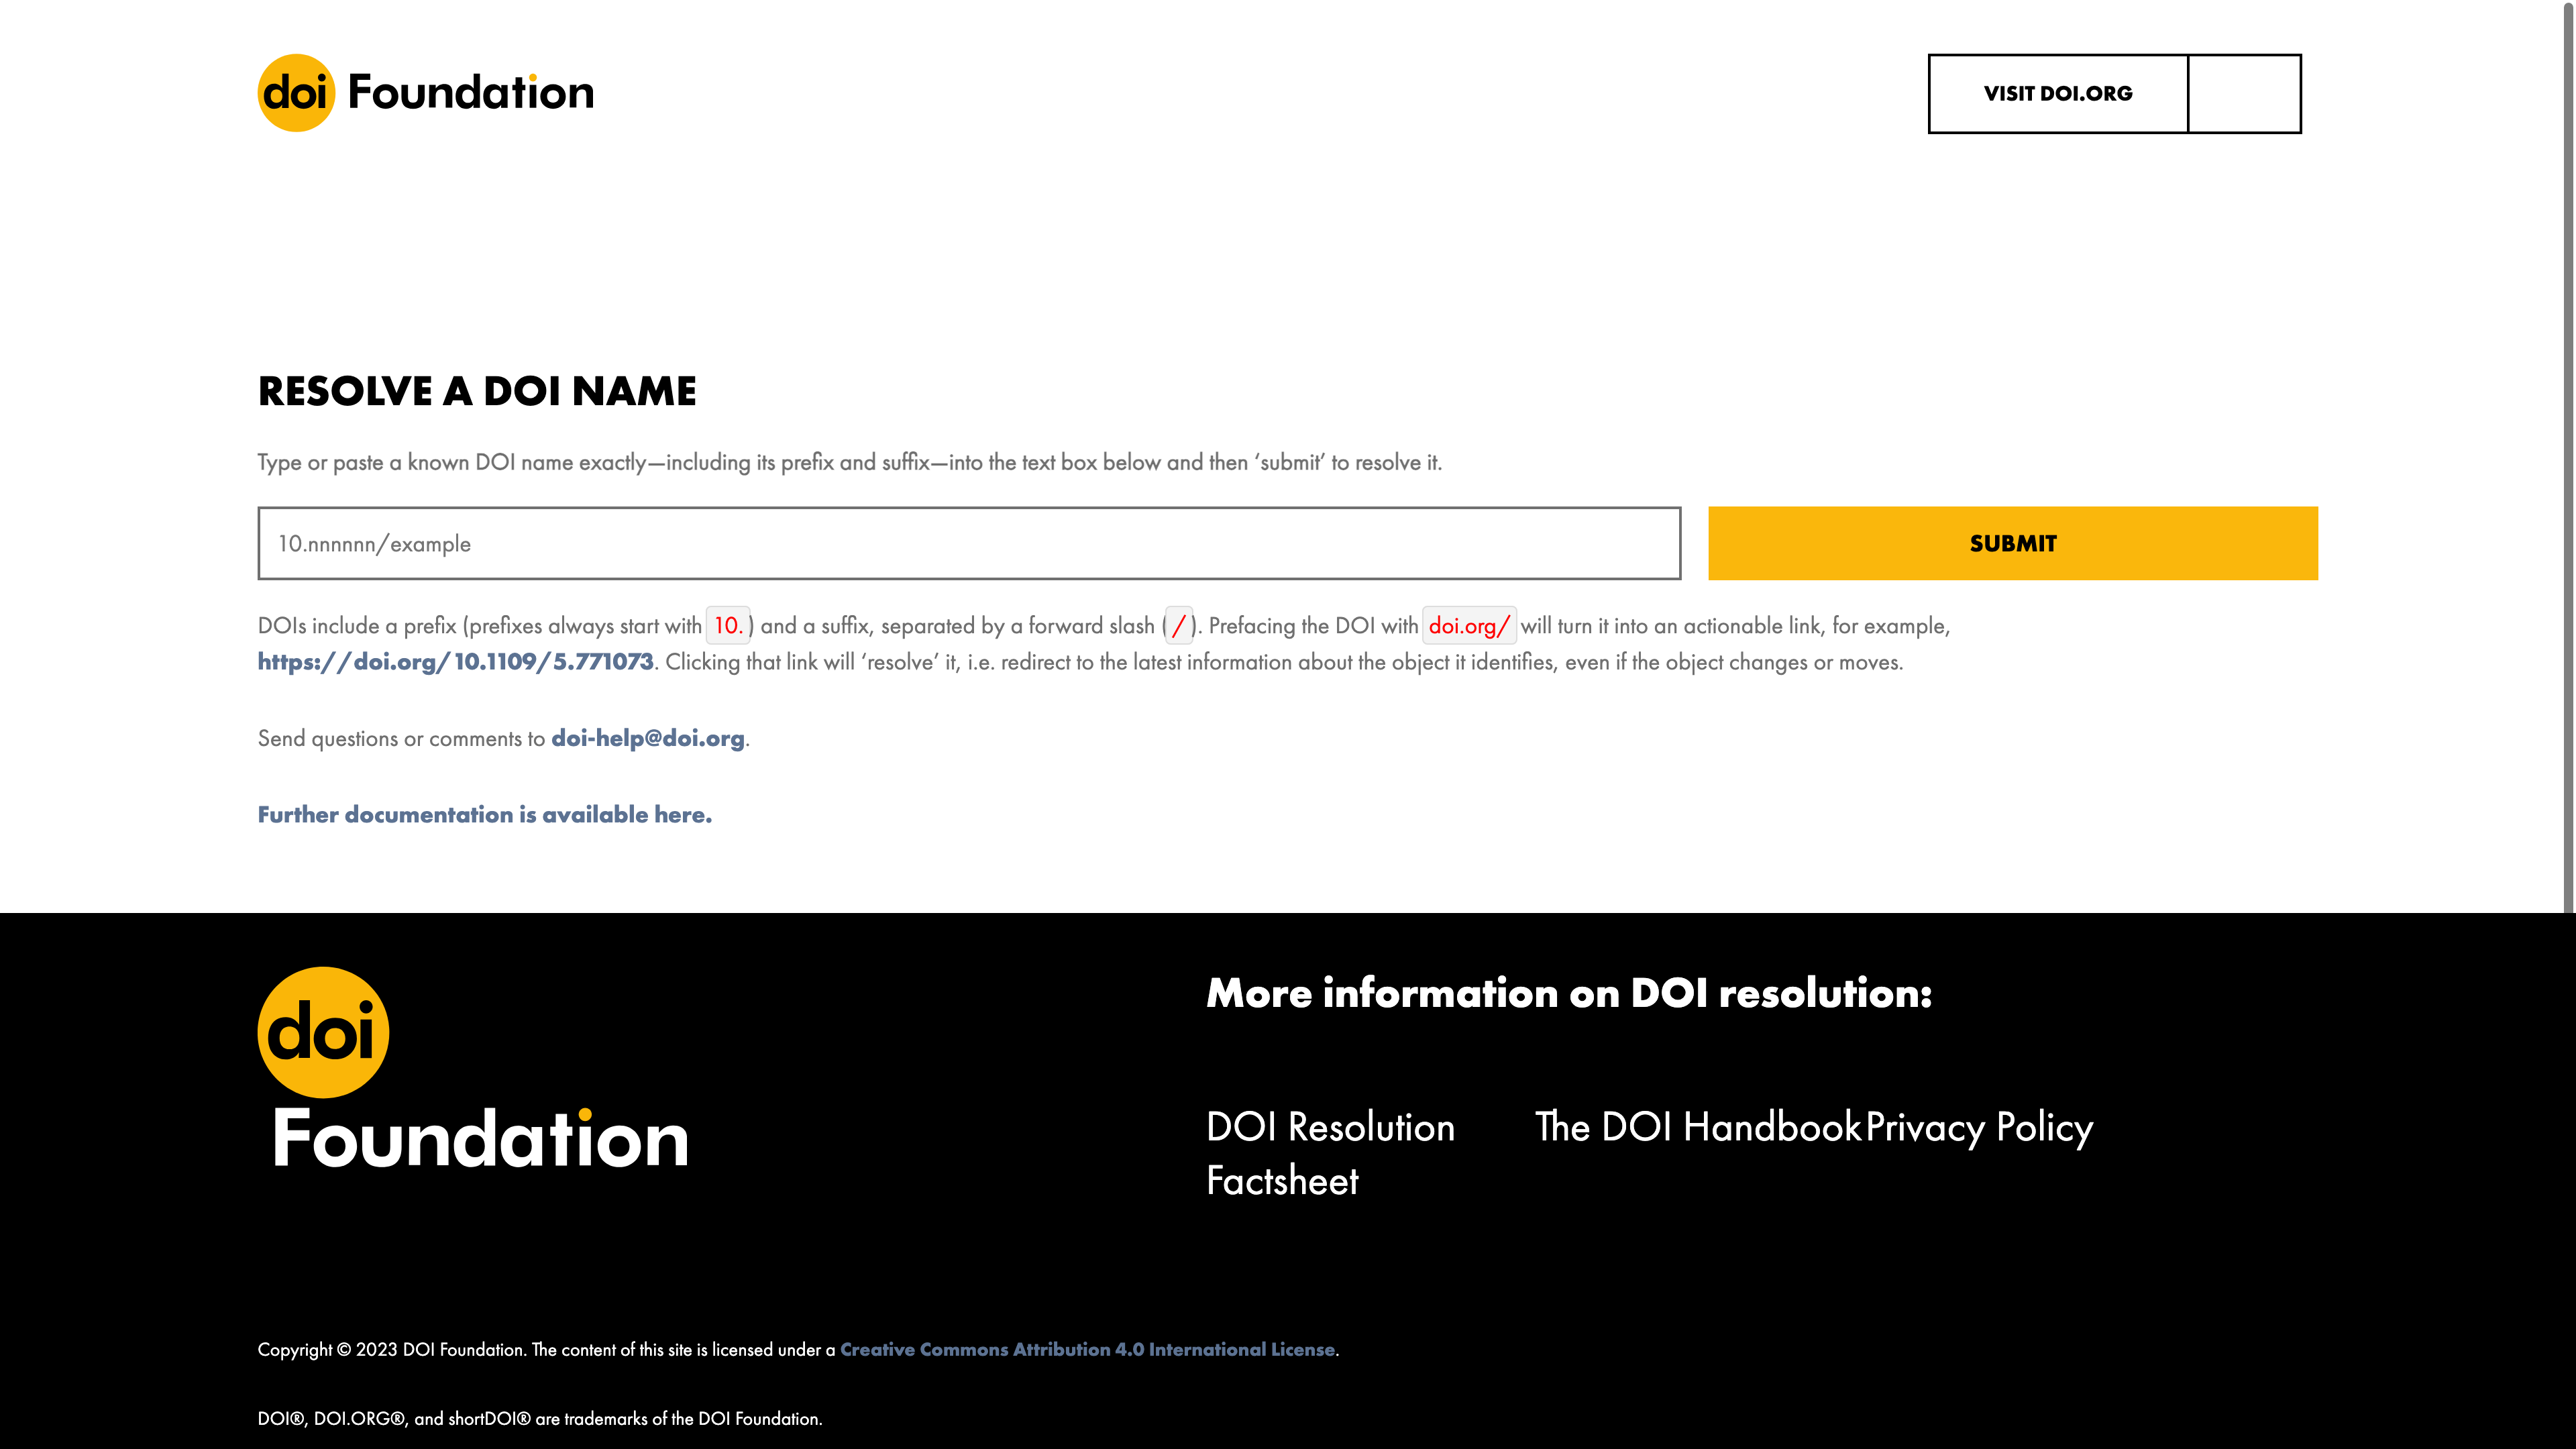 doi Foundation
VISIT DOI.ORG
RESOLVE A DOI NAME
Type or paste a known DOI name exactly—including its prefix and suffix—into the text box below and then ‘submit’ to resolve it.
10.nnnnnn/example
SUBMIT
DOIs include a prefix (prefixes always start with 10.) and a suffix, separated by a forward slash (/). Prefacing the DOI with doi.org/ will turn it into an actionable link, for example,
https://doi.org/10.1109/5.771073. Clicking that link will ‘resolve’ it, i.e. redirect to the latest information about the object it identifies, even if the object changes or moves.
Send questions or comments to doi-help@doi.org.
Further documentation is available here.
doi
Foundation
More information on DOI resolution:
DOI Resolution
Factsheet
The DOI Handbook
Privacy Policy
Copyright © 2023 DOI Foundation. The content of this site is licensed under a Creative Commons Attribution 4.0 International License.
DOI®, DOI.ORG®, and shortDOI® are trademarks of the DOI Foundation.